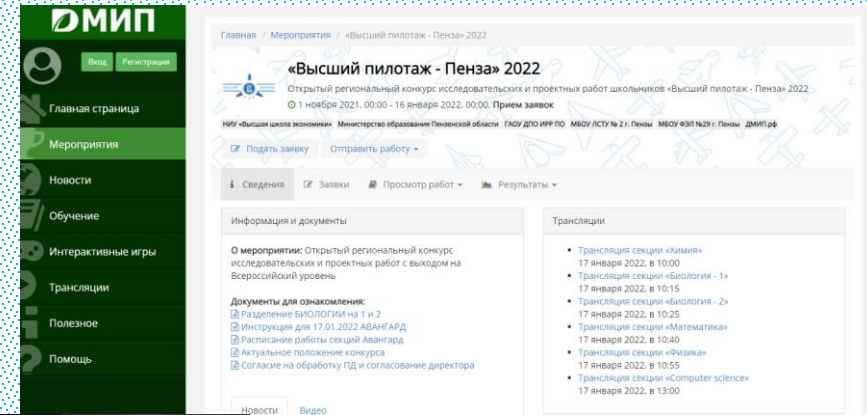 ДМИП
Вход Регистрация
Главная страница
Мероприятия
Новости
Обучение
Интерактивные игры
Трансляции
Полезное
Помощь
Главная / Мероприятия / «Высший пилотаж - Пенза» 2022
«Высший пилотаж - Пенза» 2022
Открытый региональный конкурс исследовательских и проектных работ школьников «Высший пилотаж - Пенза» 2022
1 ноября 2021, 00:00 - 16 января 2022, 00:00. Прием заявок
НИУ «Высшая школа экономики» Министерство образования Пензенской области ГАОУ ДПО ИРР ПО МБОУ ЛСТУ № 2 г. Пензы МБОУ ФЭЛ №29 г. Пензы ДМИП.рф
Подать заявку Отправить работу
Сведения Заявки Просмотр работ Результаты
Информация и документы
О мероприятии: Открытый региональный конкурс
исследовательских и проектных работ с выходом на
Всероссийский уровень
Документы для ознакомления:
Разделение БИОЛОГИИ на 1 и 2
Инструкция для 17.01.2022 АВАНГАРД
Расписание работы секций Авангард
Актуальное положение конкурса
Согласие на обработку ПД и согласование директора
Новости Видео
Трансляции
Трансляция секции «Химия»
17 января 2022, в 10:00
Трансляция секции «Биология - 1»
17 января 2022, в 10:15
Трансляция секции «Биология - 2»
17 января 2022, в 10:25
Трансляция секции «Математика»
17 января 2022, в 10:40
Трансляция секции «Физика»
17 января 2022, в 10:55
Трансляция секции «Computer science»
17 января 2022, в 13:00